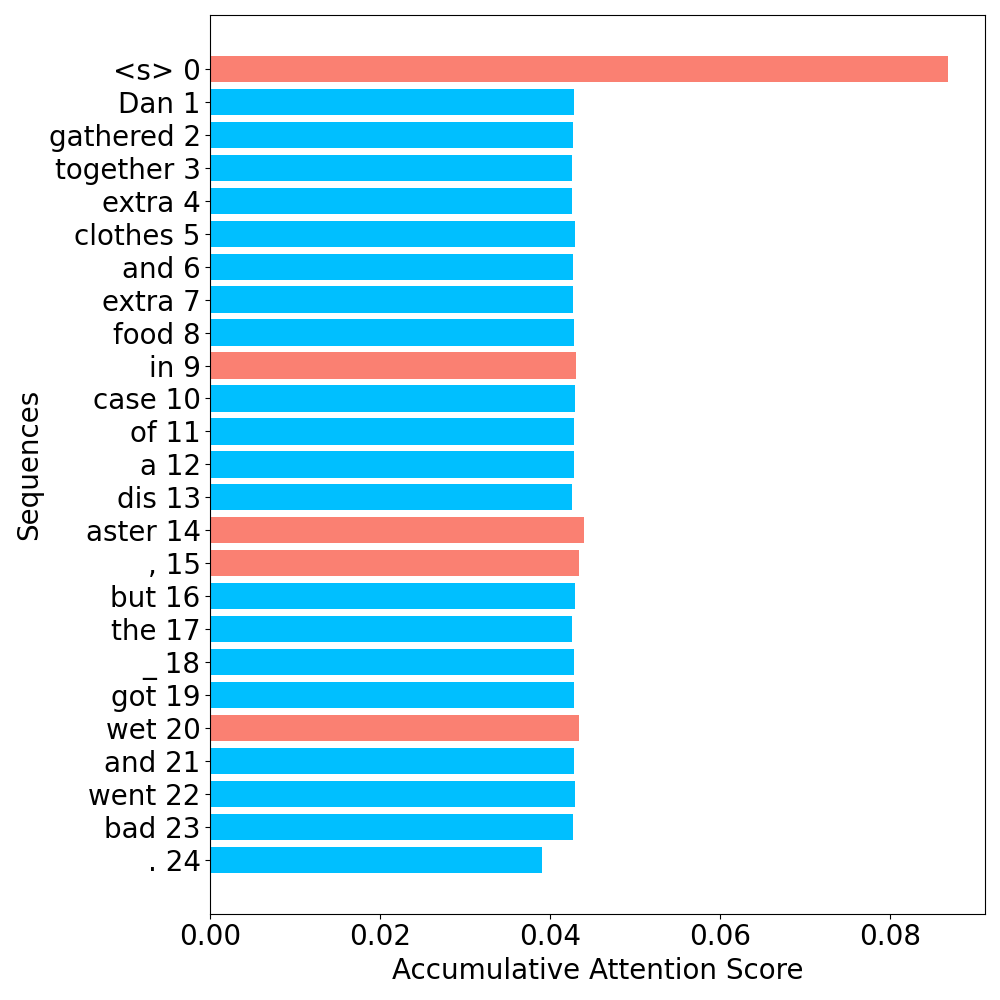 <s> 0
Dan 1
gathered 2
together 3
extra 4
clothes 5
and 6
extra 7
food 8
in 9
case 10
of 11
a 12
dis 13
aster 14
, 15
but 16
the 17
_ 18
got 19
wet 20
and 21
went 22
bad 23
. 24
Sequences
0.00 0.02 0.04 0.06 0.08
Accumulative Attention Score